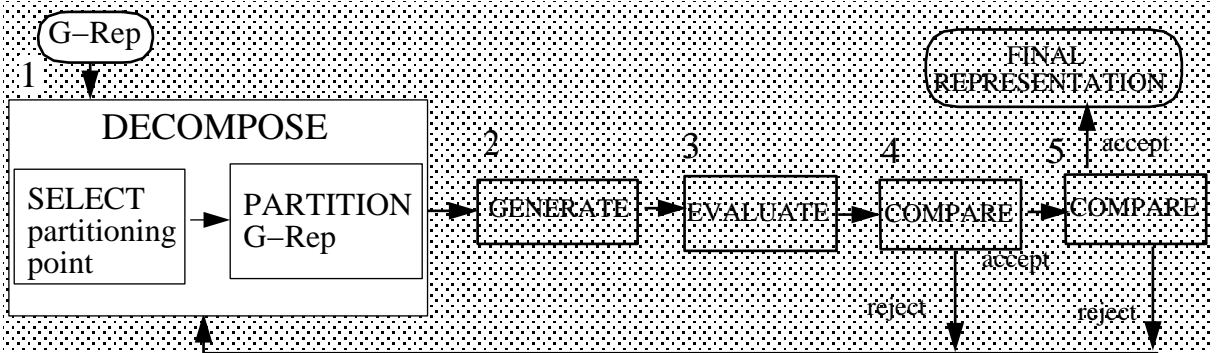 G–Rep
1
DECOMPOSE
SELECT
partitioning
point
PARTITION
G–Rep
2
GENERATE
3
EVALUATE
4
COMPARE
accept
reject
5
COMPARE
accept
reject
FINAL
REPRESENTATION